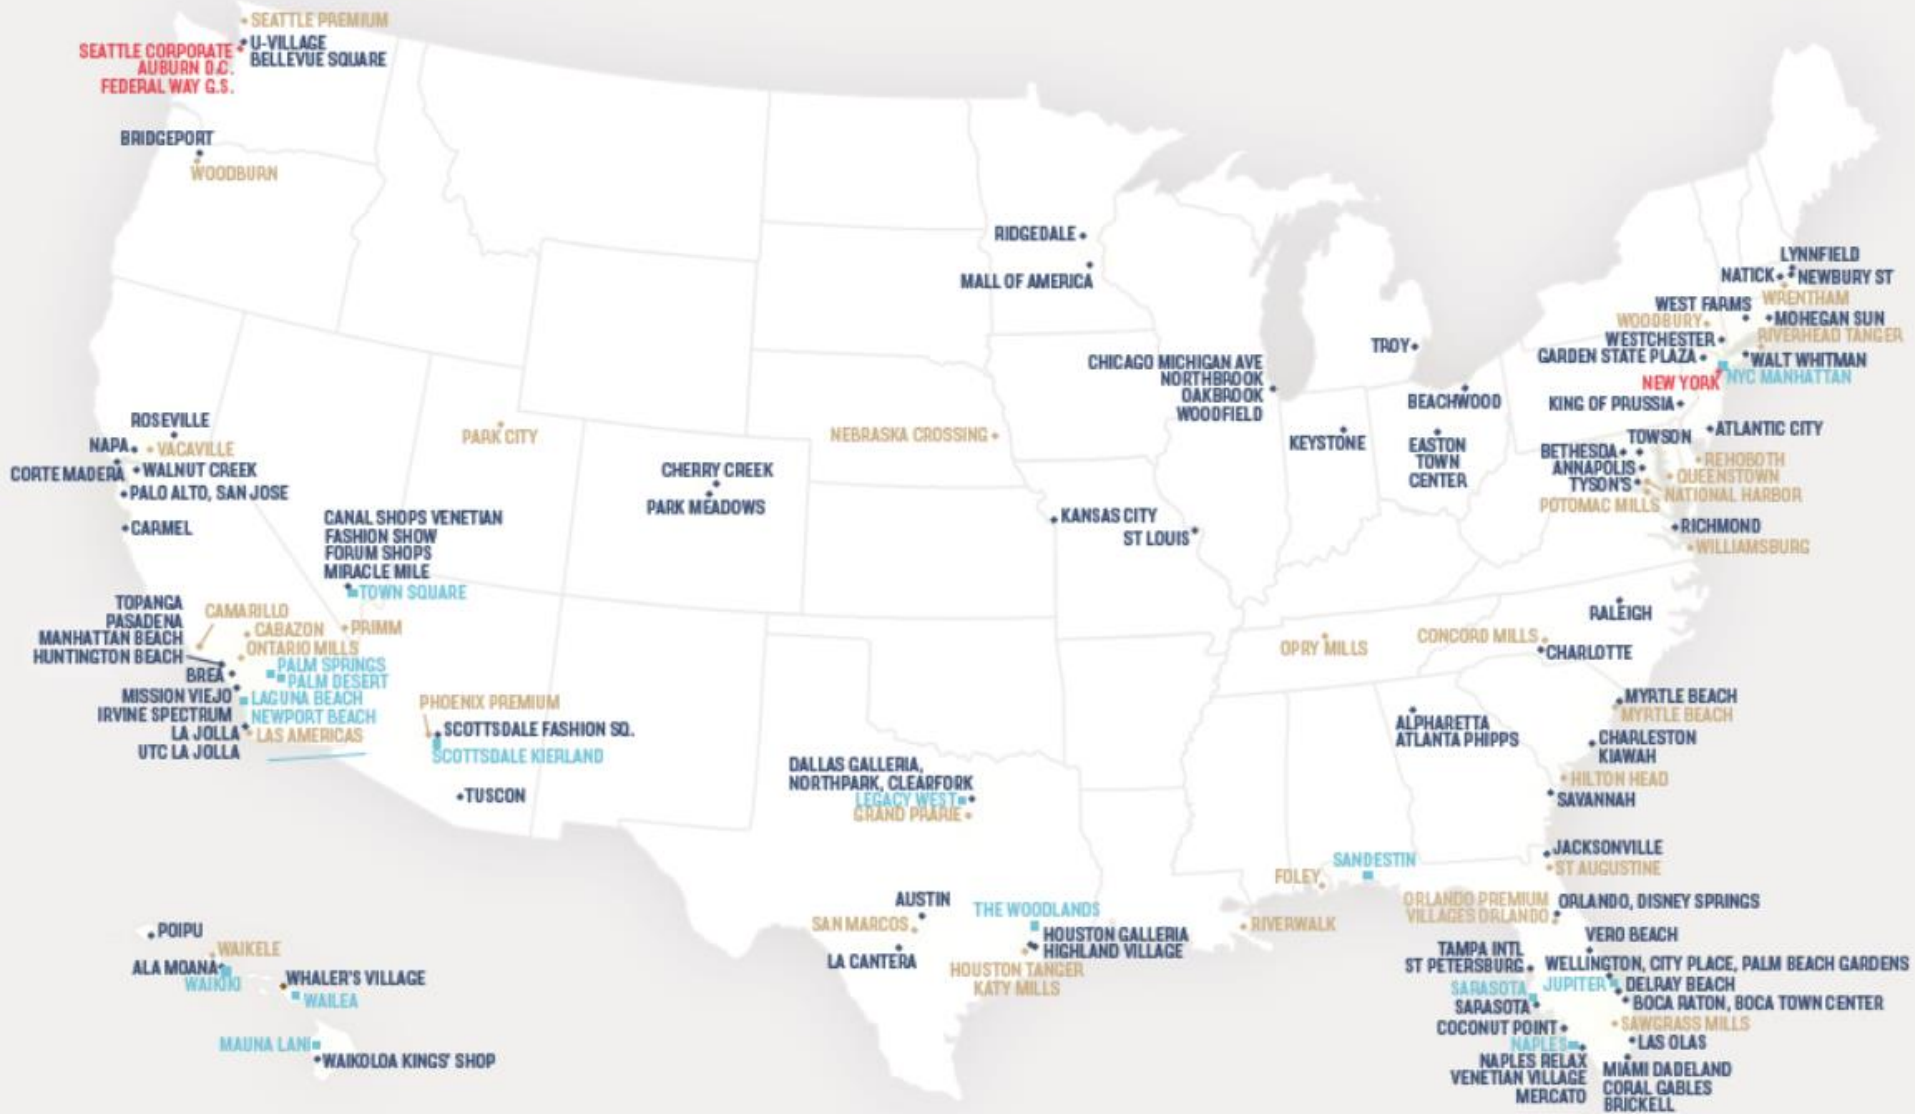 SEATTLE PREMIUM
U-VILLAGE
BELLEVUE SQUARE
SEATTLE CORPORATE
AUBURN D.C.
FEDERAL WAY G.S.
BRIDGEPORT
WOODBURN
ROSEVILLE
NAPA
VACAVILLE
CORTE MADERA
WALNUT CREEK
PALO ALTO, SAN JOSE
CARMEL
PARK CITY
CANAL SHOPS VENETIAN
FASHION SHOW
FORUM SHOPS
MIRACLE MILE
TOWN SQUARE
TOPANGA
PASADENA
MANHATTAN BEACH
HUNTINGTON BEACH
CAMARILLO
CABAZON
PRIMM
ONTARIO MILLS
PALM SPRINGS
PALM DESERT
BREA
MISSION VIEJO
LAGUNA BEACH
IRVINE SPECTRUM
NEWPORT BEACH
LA JOLLA
LAS AMERICAS
UTC LA JOLLA
PHOENIX PREMIUM
SCOTTSDALE FASHION SQ.
SCOTTSDALE KIERLAND
TUSCON
CHERRY CREEK
PARK MEADOWS
NEBRASKA CROSSING
RIDGEDALE
MALL OF AMERICA
CHICAGO MICHIGAN AVE
NORTHBROOK
OAKBROOK
WOODFIELD
KANSAS CITY
ST LOUIS
KEYSTONE
TROY
BEACHWOOD
EASTON
TOWN
CENTER
LYNNFIELD
NATICK
NEWBURY ST
WRENTHAM
WEST FARMS
WOODBURY
MOHEGAN SUN
RIVERHEAD TANGER
WESTCHESTER
GARDEN STATE PLAZA
WALT WHITMAN
NEW YORK
NYC MANHATTAN
KING OF PRUSSIA
ATLANTIC CITY
TOWSON
BETHESDA
ANNAPOLIS
TYSON'S
REHOBOTH
QUEENSTOWN
NATIONAL HARBOR
POTOMAC MILLS
RICHMOND
WILLIAMSBURG
RALEIGH
OPRY MILLS
CONCORD MILLS
CHARLOTTE
MYRTLE BEACH
MYRTLE BEACH
ALPHARETTA
ATLANTA PHIPPS
CHARLESTON
KIAWAH
HILTON HEAD
SAVANNAH
DALLAS GALLERIA,
NORTHPARK, CLEARFORK
LEGACY WEST
GRAND PRARIE
AUSTIN
SAN MARCOS
LA CANTERA
THE WOODLANDS
HOUSTON GALLERIA
HIGHLAND VILLAGE
HOUSTON TANGER
KATY MILLS
RIVERWALK
FOLEY
SANDESTIN
JACKSONVILLE
ST AUGUSTINE
ORLANDO PREMIUM
VILLAGES ORLANDO
ORLANDO, DISNEY SPRINGS
VERO BEACH
TAMPA INTL
ST PETERSBURG
WELLINGTON, CITY PLACE, PALM BEACH GARDENS
SARASOTA
JUPITER
DELRAY BEACH
SARASOTA
BOCA RATON, BOCA TOWN CENTER
COCONUT POINT
SAWGRASS MILLS
NAPLES
LAS OLAS
NAPLES RELAX
VENETIAN VILLAGE
MERCATO
MIAMI DADELAND
CORAL GABLES
BRICKELL
POIPU
WAIKELE
ALA MOANA
WAIKIKI
WHALER'S VILLAGE
WAILEA
MAUNA LANI
WAIKOLOA KINGS' SHOP